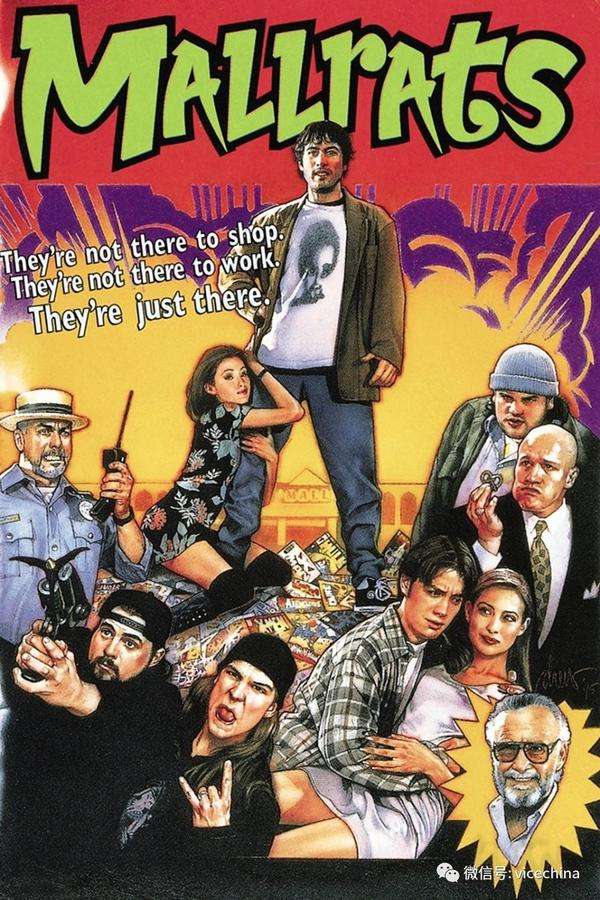 MALLrAtS
They're not there to shop.
They're not there to work.
They're just there.
MALL
微信号: vicechina